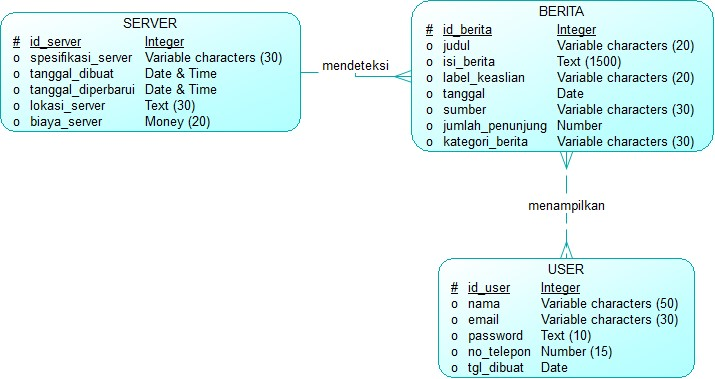 SERVER
# id_server Integer
o spesifikasi_server Variable characters (30)
o tanggal_dibuat Date & Time
o tanggal_diperbarui Date & Time
o lokasi_server Text (30)
o biaya_server Money (20)
mendeteksi
BERITA
# id_berita Integer
o judul Variable characters (20)
o isi_berita Text (1500)
o label_keaslian Variable characters (20)
o tanggal Date
o sumber Variable characters (30)
o jumlah_penunjung Number
o kategori_berita Variable characters (30)
menampilkan
USER
# id_user Integer
o nama Variable characters (50)
o email Variable characters (30)
o password Text (10)
o no_telepon Number (15)
o tgl_dibuat Date